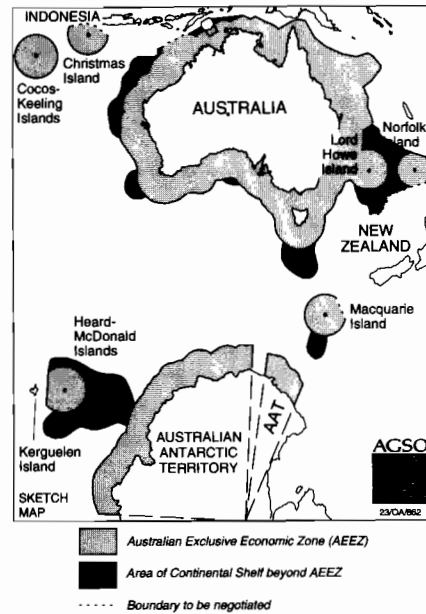 INDONESIA
Christmas
Island
Cocos-
Keeling
Islands
AUSTRALIA
Norfolk
Island
Lord
Howe
Island
NEW
ZEALAND
Macquarie
Island
Heard-
McDonald
Islands
Kerguelen
Island
AUSTRALIAN
ANTARCTIC
TERRITORY
AAT
AGSO
SKETCH
MAP
23/OA/862
Australian Exclusive Economic Zone (AEEZ)
Area of Continental Shelf beyond AEEZ
Boundary to be negotiated